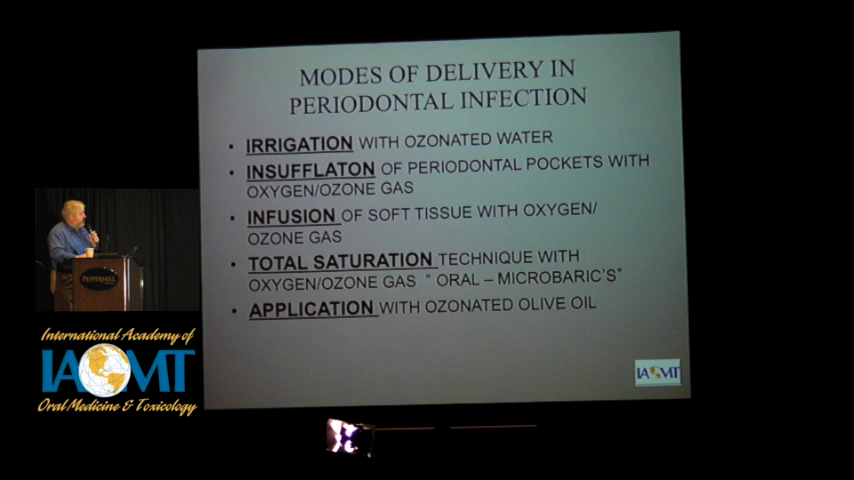 MODES OF DELIVERY IN
PERIODONTAL INFECTION
• IRRIGATION WITH OZONATED WATER
• INSUFFLATON OF PERIODONTAL POCKETS WITH
OXYGEN/OZONE GAS
• INFUSION OF SOFT TISSUE WITH OXYGEN/
OZONE GAS
• TOTAL SATURATION TECHNIQUE WITH
OXYGEN/OZONE GAS “ ORAL – MICROBARIC'S”
• APPLICATION WITH OZONATED OLIVE OIL
IAOMT
PEPPERMILL
International Academy of
IAOMT
Oral Medicine & Toxicology